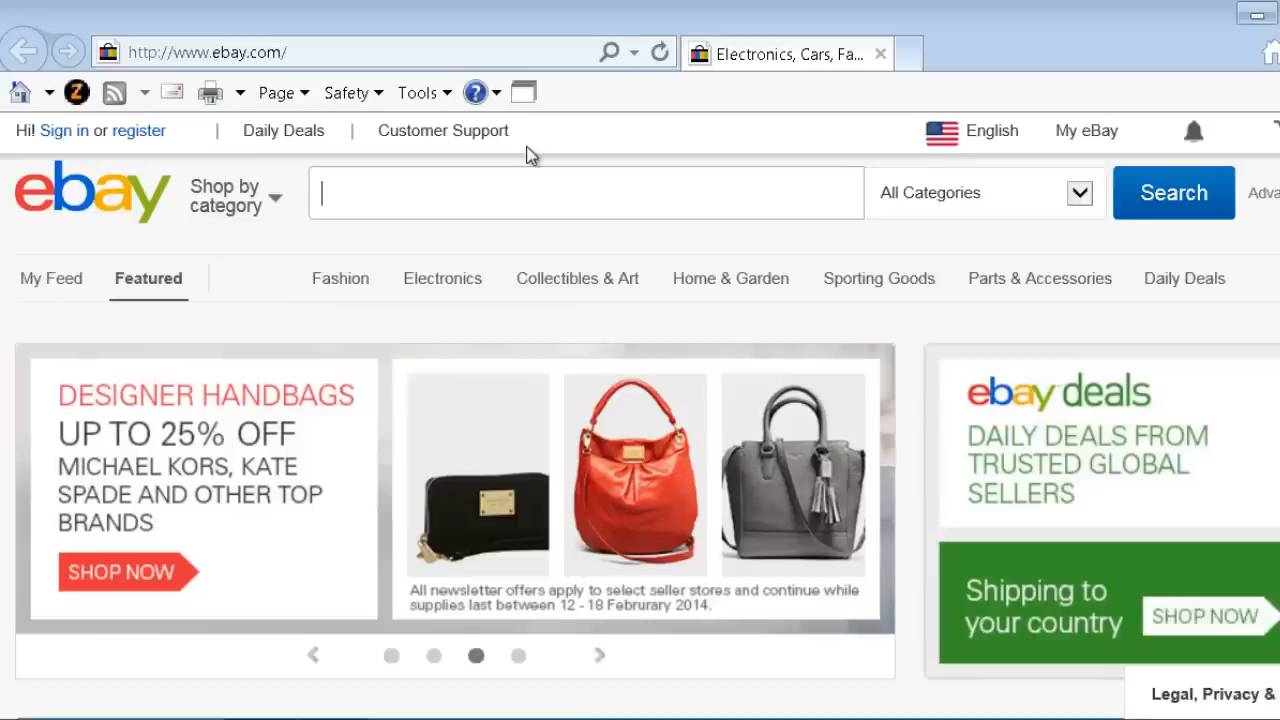 http://www.ebay.com/
Electronics, Cars, Fa...
Page Safety Tools
Hi! Sign in or register | Daily Deals | Customer Support English My eBay
ebay
Shop by
category
All Categories
Search
My Feed Featured Fashion Electronics Collectibles & Art Home & Garden Sporting Goods Parts & Accessories Daily Deals
DESIGNER HANDBAGS
UP TO 25% OFF
MICHAEL KORS, KATE
SPADE AND OTHER TOP
BRANDS
SHOP NOW
All newsletter offers apply to select seller stores and continue while
supplies last between 12 - 18 Februrary 2014.
ebay deals
DAILY DEALS FROM
TRUSTED GLOBAL
SELLERS
Shipping to
your country
SHOP NOW
Legal, Privacy &